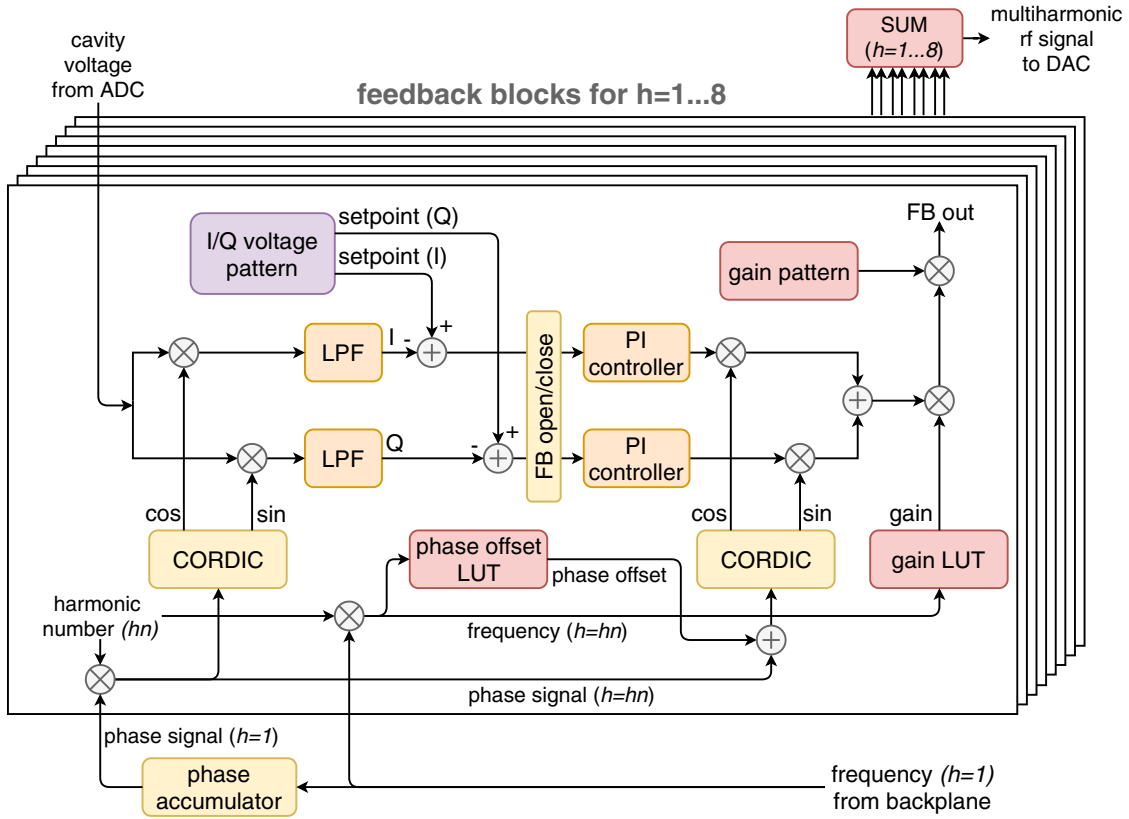 cavity
voltage
from ADC
SUM
(h=1...8)
multiharmonic
rf signal
to DAC
feedback blocks for h=1...8
I/Q voltage
pattern
setpoint (Q)
setpoint (I)
FB out
gain pattern
LPF
I
-
+
+
FB open/close
PI
controller
+
LPF
Q
-
+
+
PI
controller
cos
sin
cos
sin
gain
CORDIC
phase offset
LUT
phase offset
CORDIC
gain LUT
harmonic
number (hn)
frequency (h=hn)
+
phase signal (h=hn)
phase signal (h=1)
phase
accumulator
frequency (h=1)
from backplane